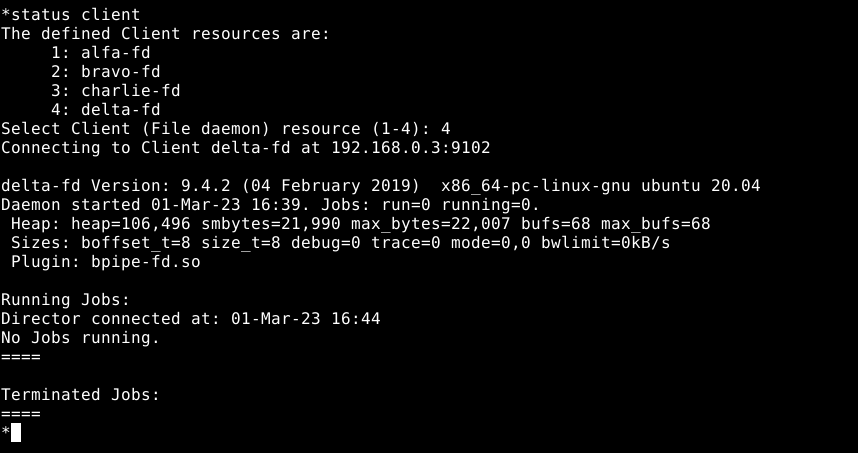 *status client
The defined Client resources are:
     1: alfa-fd
     2: bravo-fd
     3: charlie-fd
     4: delta-fd
Select Client (File daemon) resource (1-4): 4
Connecting to Client delta-fd at 192.168.0.3:9102

delta-fd Version: 9.4.2 (04 February 2019)  x86_64-pc-linux-gnu ubuntu 20.04
Daemon started 01-Mar-23 16:39. Jobs: run=0 running=0.
 Heap: heap=106,496 smbytes=21,990 max_bytes=22,007 bufs=68 max_bufs=68
 Sizes: boffset_t=8 size_t=8 debug=0 trace=0 mode=0,0 bwlimit=0kB/s
 Plugin: bpipe-fd.so

Running Jobs:
Director connected at: 01-Mar-23 16:44
No Jobs running.
====

Terminated Jobs:
====
*